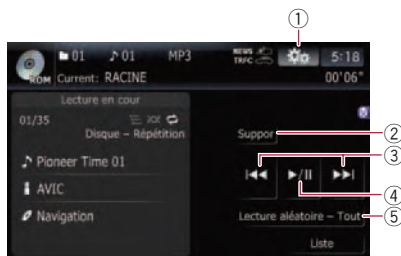 ①
01 01 MP3 NEWS TRFC 5:18
ROM Current: RACINE 00'06"
Lecture en cour
01/35
Disque – Répétition
Suppor ②
③
Pioneer Time 01
AVIC ④
Navigation
Lecture aléatoire – Tout ⑤
Liste